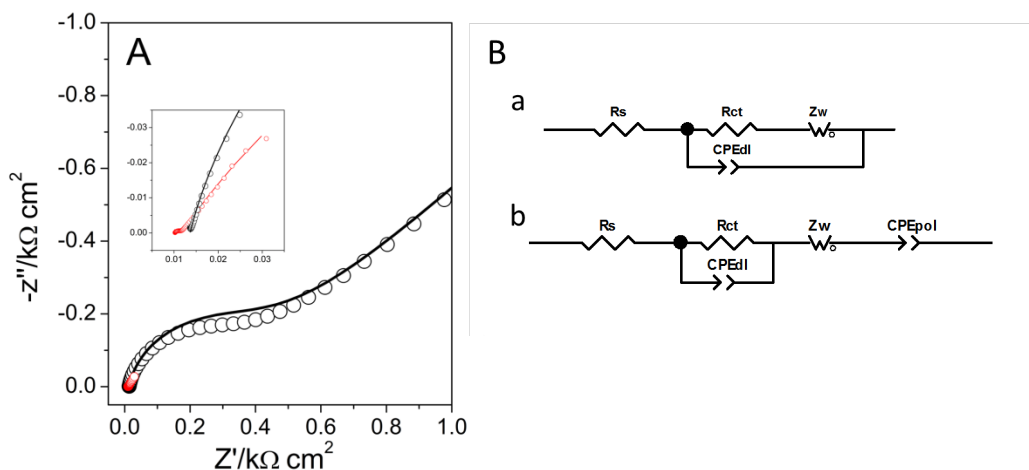 A
-1.0
-0.8
-0.6
-0.4
-0.2
0.0
-z''/kΩ cm²
0.0
0.2
0.4
0.6
0.8
1.0
Z'/kΩ cm²
-0.03
-0.02
-0.01
0.00
0.01
0.02
0.03
B
a
Rs
Rct
Zw
CPEdl
b
Rs
Rct
Zw
CPEpol
CPEdl